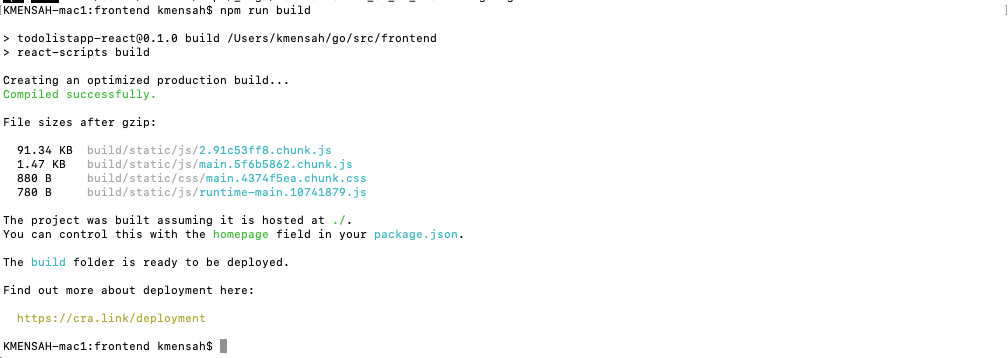 [KMENSAH-mac1:frontend kmensah$ npm run build ]
> todolistapp-react@0.1.0 build /Users/kmensah/go/src/frontend
> react-scripts build
Creating an optimized production build...
Compiled successfully.
File sizes after gzip:
91.34 KB build/static/js/2.91c53ff8.chunk.js
1.47 KB build/static/js/main.5f6b5862.chunk.js
880 B build/static/css/main.4374f5ea.chunk.css
780 B build/static/js/runtime-main.10741879.js
The project was built assuming it is hosted at ./.
You can control this with the homepage field in your package.json.
The build folder is ready to be deployed.
Find out more about deployment here:
https://cra.link/deployment
KMENSAH-mac1:frontend kmensah$